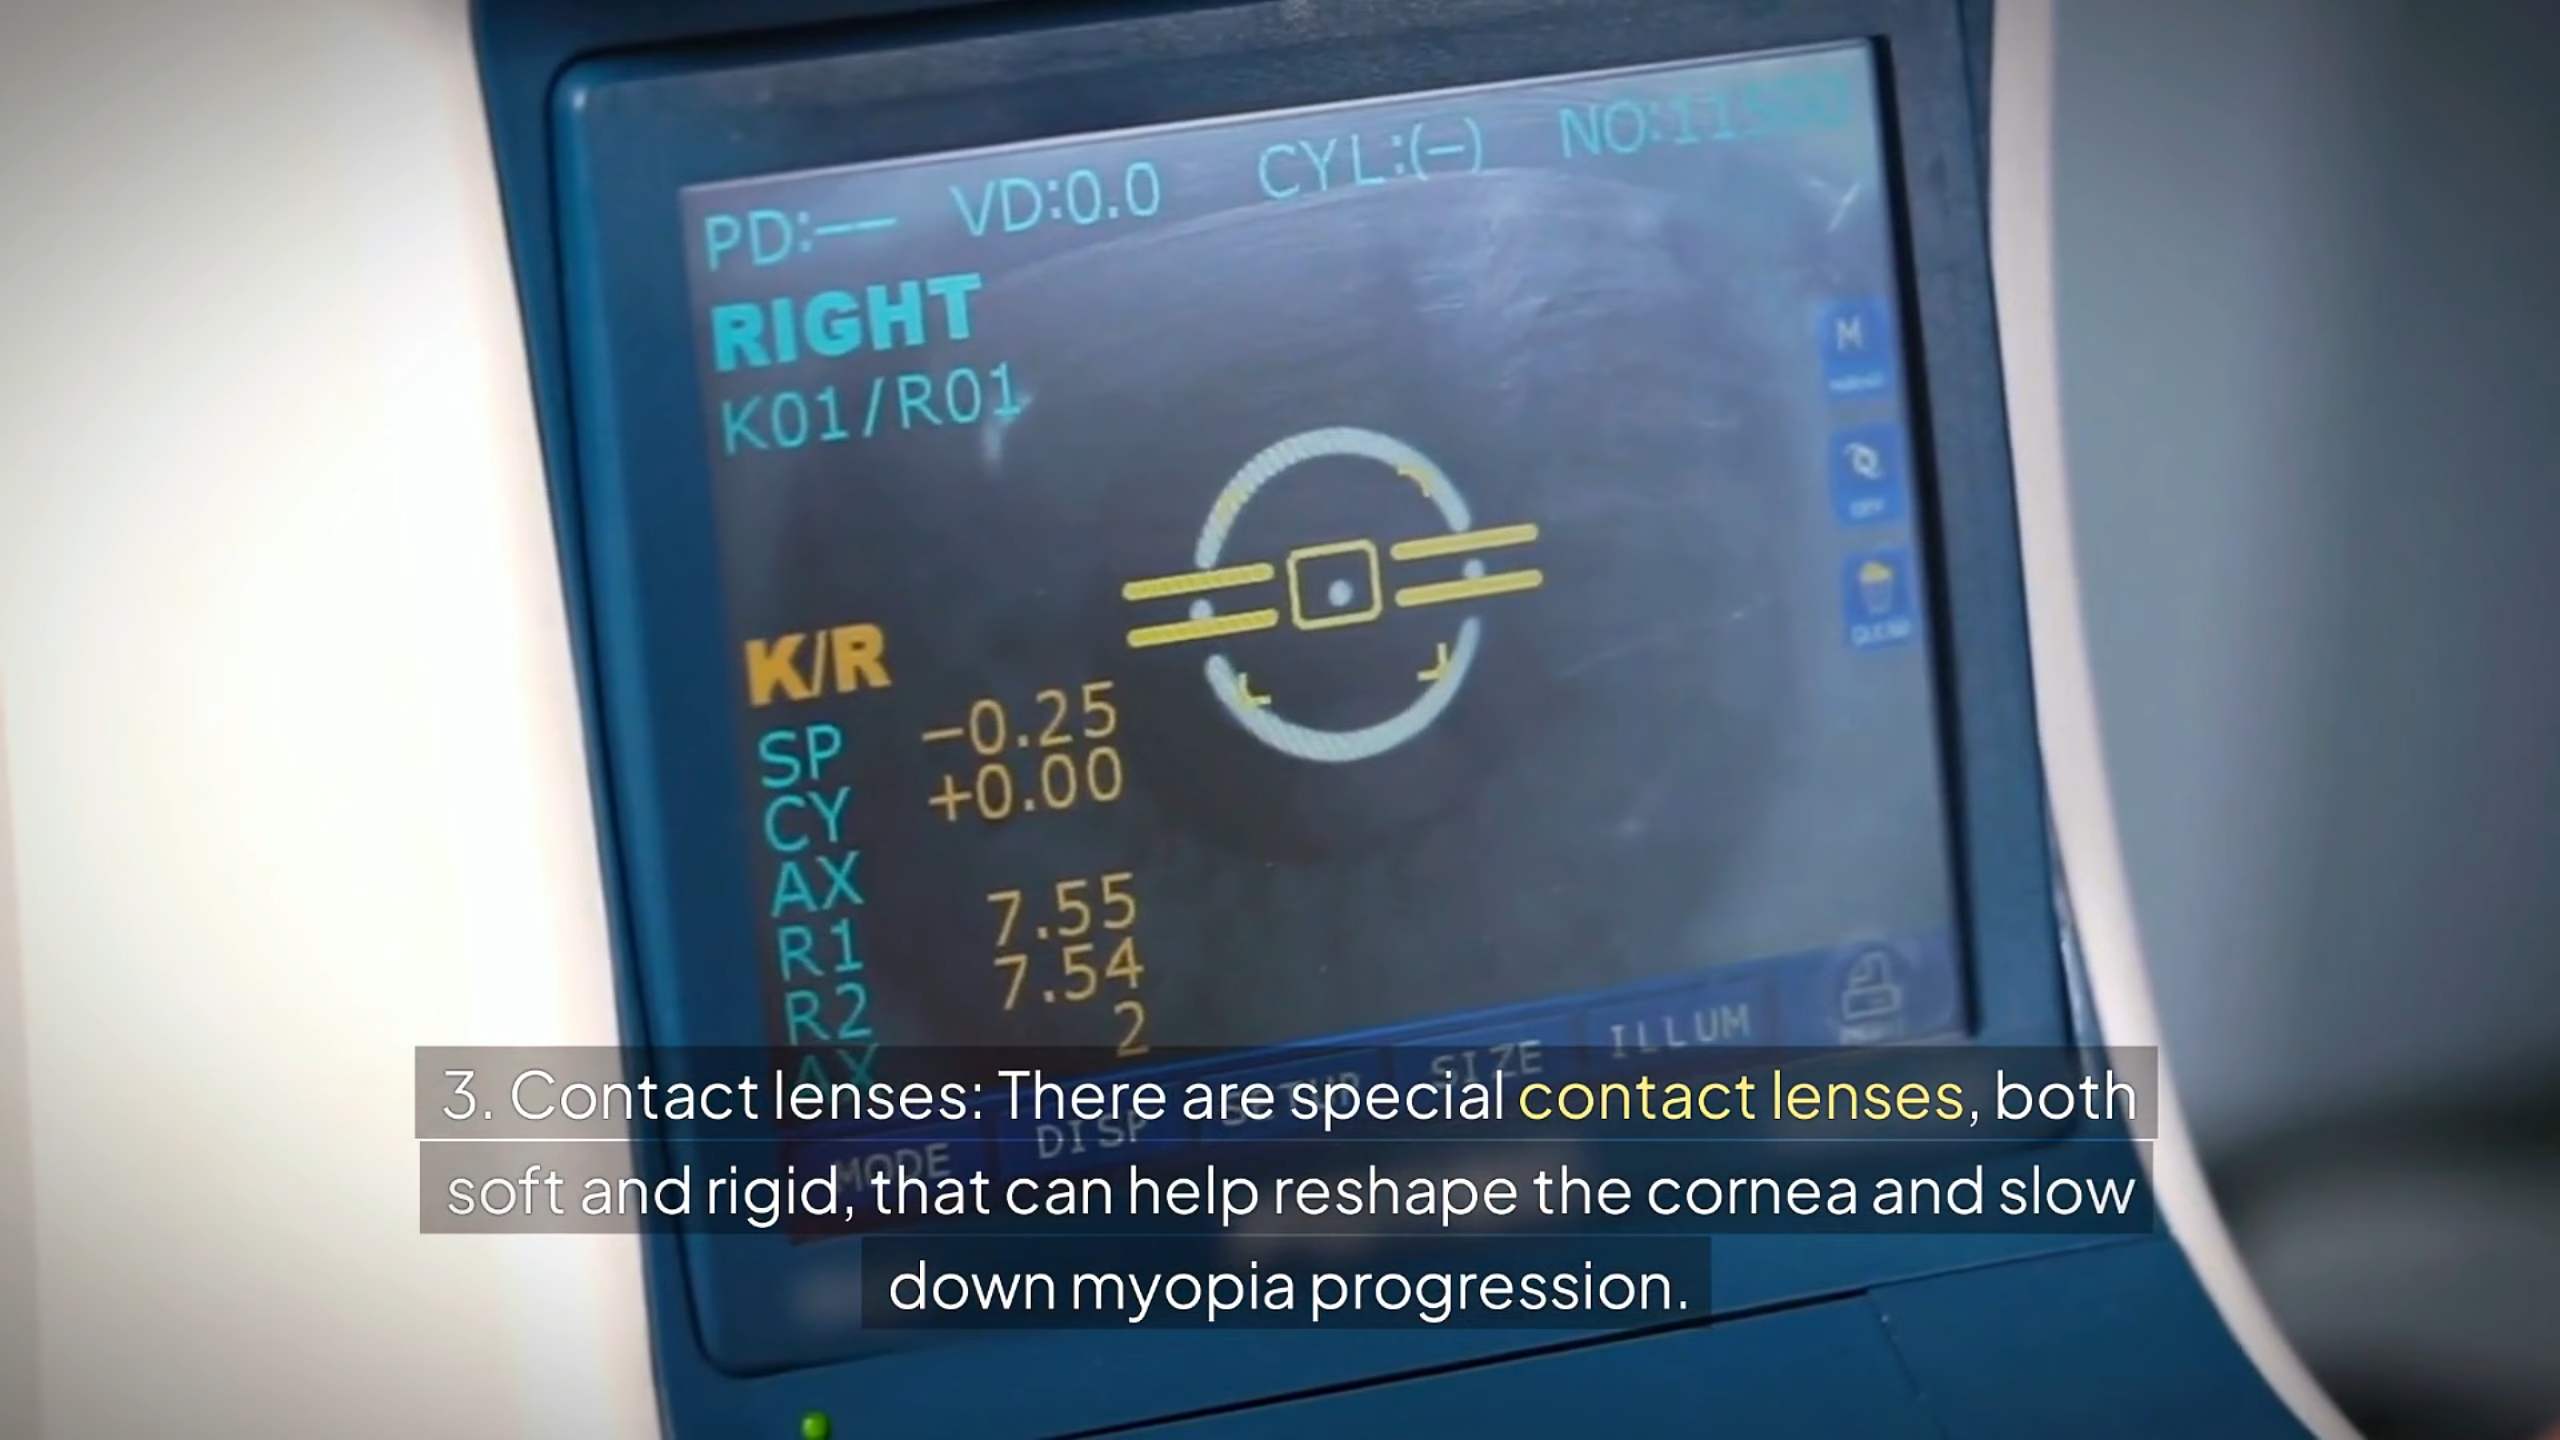 PD:-- VD:0.0 CYL:(-) NO:
RIGHT
K01/R01
M
K/R
SP -0.25
CY +0.00
AX
R1 7.55
R2 7.54
AX 2
MODE DISP SETUP SIZE ILLUM
3. Contact lenses: There are special contact lenses, both
soft and rigid, that can help reshape the cornea and slow
down myopia progression.